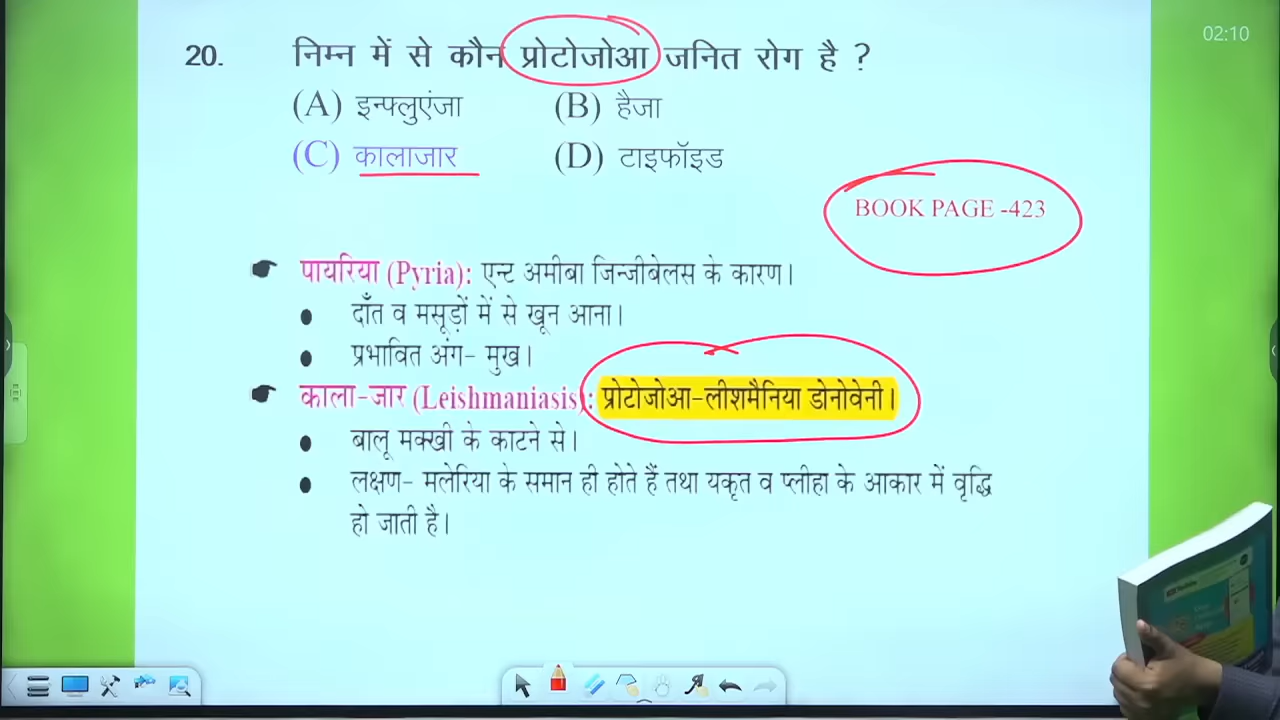 02:10
20. निम्न में से कौन प्रोटोजोआ जनित रोग है ?
(A) इन्फ्लुएंजा (B) हैजा
(C) कालाजार (D) टाइफॉइड
BOOK PAGE -423
पायरिया (Pyria): एन्ट अमीबा जिन्जीबेलस के कारण।
• दाँत व मसूड़ों में से खून आना।
• प्रभावित अंग- मुख।
काला-जार (Leishmaniasis): प्रोटोजोआ-लीशमैनिया डोनोवेनी।
• बालू मक्खी के काटने से।
• लक्षण- मलेरिया के समान ही होते हैं तथा यकृत व प्लीहा के आकार में वृद्धि
हो जाती है।